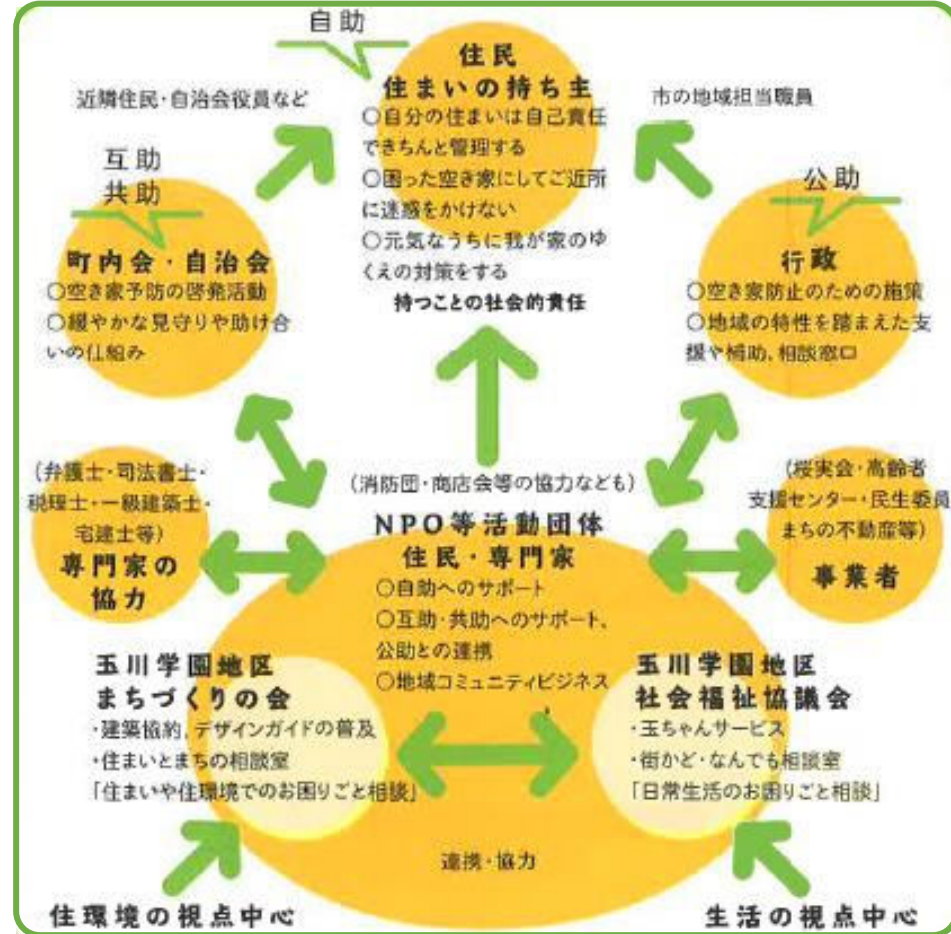 自助
住民
住まいの持ち主
〇自分の住まいは自己責任
できちんと管理する
〇困った空き家にしてご近所
に迷惑をかけない
〇元気なうちに我が家のゆ
くえの対策をする
持つことの社会的責任
近隣住民・自治会役員など
市の地域担当職員
互助
共助
町内会・自治会
〇空き家予防の啓発活動
〇緩やかな見守りや助け合
いの仕組み
公助
行政
〇空き家防止のための施策
〇地域の特性を踏まえた支
援や補助、相談窓口
(弁護士・司法書士・
税理士・一級建築士・
宅建士等)
専門家の
協力
(消防団・商店会等の協力なども)
NPO等活動団体
住民・専門家
〇自助へのサポート
〇互助・共助へのサポート、
公助との連携
〇地域コミュニティビジネス
(桜実会・高齢者
支援センター・民生委員
まちの不動産等)
事業者
玉川学園地区
まちづくりの会
・建築協約、デザインガイドの普及
・住まいとまちの相談室
「住まいや住環境でのお困りごと相談」
玉川学園地区
社会福祉協議会
・玉ちゃんサービス
・街かど・なんでも相談室
「日常生活のお困りごと相談」
連携・協力
住環境の視点中心
生活の視点中心